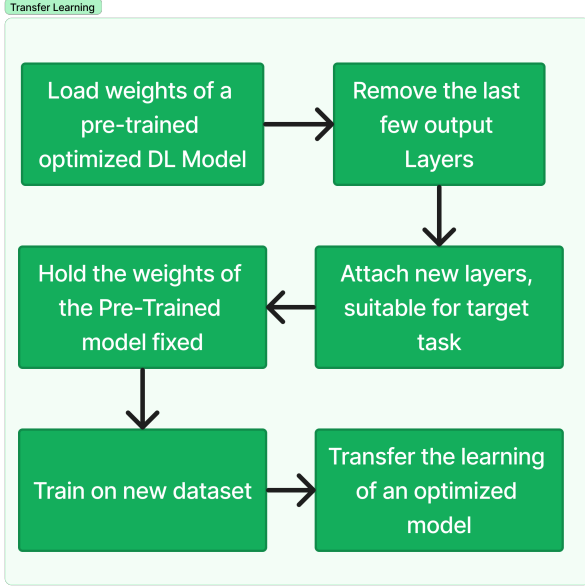 Transfer Learning
Load weights of a
pre-trained
optimized DL Model
Remove the last
few output
Layers
Attach new layers,
suitable for target
task
Hold the weights of
the Pre-Trained
model fixed
Train on new dataset
Transfer the learning
of an optimized
model